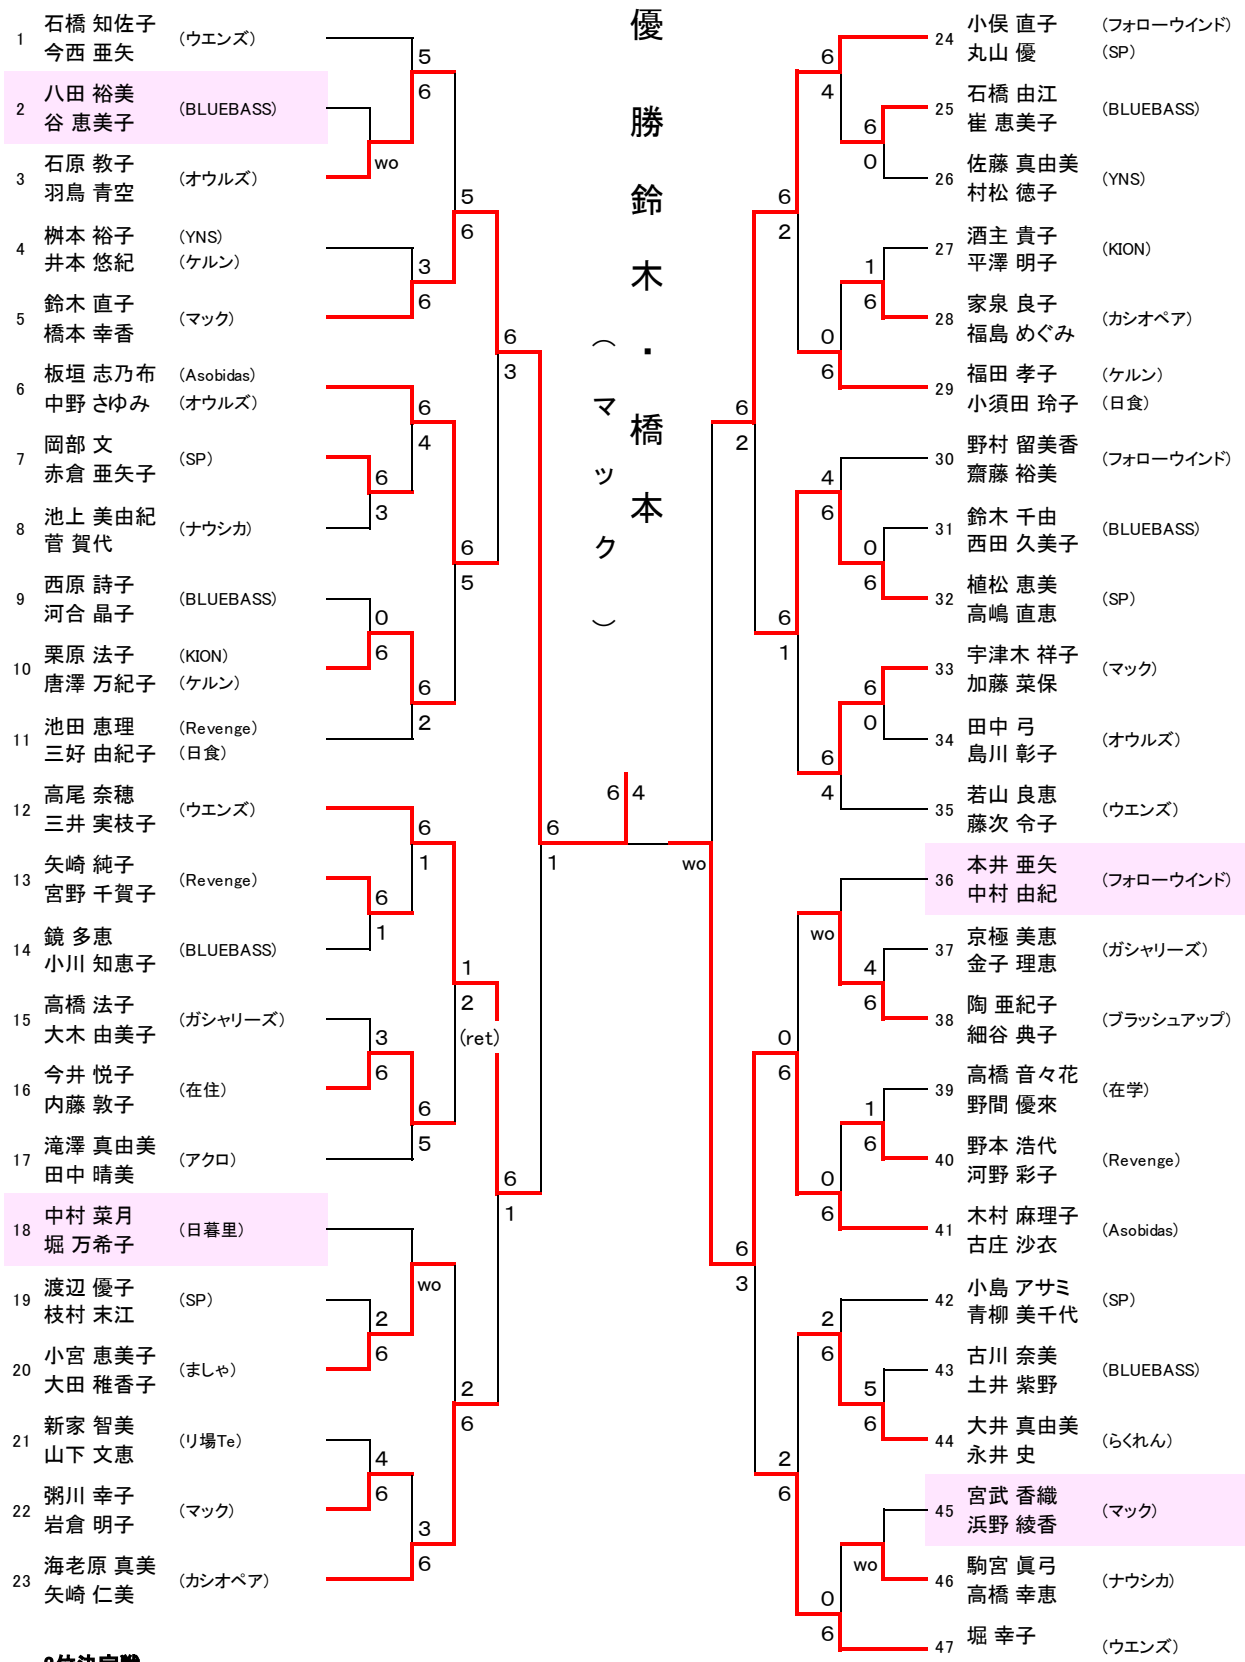 優勝 鈴木・橋本
（マック）
1 石橋 知佐子 (ウエンズ)
今西 亜矢
2 八田 裕美 (BLUEBASS)
谷 恵美子
3 石原 教子 (オウルズ)
羽鳥 青空
4 桝本 裕子 (YNS)
井本 悠紀 (ケルン)
5 鈴木 直子 (マック)
橋本 幸香
6 板垣 志乃布 (Asobidas)
中野 さゆみ (オウルズ)
7 岡部 文 (SP)
赤倉 亜矢子
8 池上 美由紀 (ナウシカ)
菅 賀代
9 西原 詩子 (BLUEBASS)
河合 晶子
10 栗原 法子 (KION)
唐澤 万紀子 (ケルン)
11 池田 恵理 (Revenge)
三好 由紀子 (日食)
12 高尾 奈穂 (ウエンズ)
三井 実枝子
13 矢崎 純子 (Revenge)
宮野 千賀子
14 鏡 多恵 (BLUEBASS)
小川 知恵子
15 高橋 法子 (ガシャリーズ)
大木 由美子
16 今井 悦子 (在住)
内藤 敦子
17 滝澤 真由美 (アクロ)
田中 晴美
18 中村 菜月 (日暮里)
堀 万希子
19 渡辺 優子 (SP)
枝村 末江
20 小宮 恵美子 (ましゃ)
大田 稚香子
21 新家 智美 (リ場Te)
山下 文恵
22 粥川 幸子 (マック)
岩倉 明子
23 海老原 真美 (カシオペア)
矢崎 仁美
5
6
wo
5
6
3
6
6
3
6
4
6
3
6
5
0
6
6
2
6
1
6
1
1
2
(ret)
3
6
6
5
6
1
wo
2
6
2
6
4
6
3
6
6
1
6 4
wo
24 小俣 直子 (フォローウインド)
丸山 優 (SP)
25 石橋 由江 (BLUEBASS)
崔 恵美子
26 佐藤 真由美 (YNS)
村松 徳子
27 酒主 貴子 (KION)
平澤 明子
28 家泉 良子 (カシオペア)
福島 めぐみ
29 福田 孝子 (ケルン)
小須田 玲子 (日食)
30 野村 留美香 (フォローウインド)
齋藤 裕美
31 鈴木 千由 (BLUEBASS)
西田 久美子
32 植松 恵美 (SP)
高嶋 直恵
33 宇津木 祥子 (マック)
加藤 菜保
34 田中 弓 (オウルズ)
島川 彰子
35 若山 良恵 (ウエンズ)
藤次 令子
36 本井 亜矢 (フォローウインド)
中村 由紀
37 京極 美恵 (ガシャリーズ)
金子 理恵
38 陶 亜紀子 (ブラッシュアップ)
細谷 典子
39 高橋 音々花 (在学)
野間 優來
40 野本 浩代 (Revenge)
河野 彩子
41 木村 麻理子 (Asobidas)
古庄 沙衣
42 小島 アサミ (SP)
青柳 美千代
43 古川 奈美 (BLUEBASS)
土井 紫野
44 大井 真由美 (らくれん)
永井 史
45 宮武 香織 (マック)
浜野 綾香
46 駒宮 眞弓 (ナウシカ)
高橋 幸恵
47 堀 幸子 (ウエンズ)
6
4
6
0
6
2
1
6
0
6
6
2
4
6
0
6
6
1
6
0
6
4
wo
4
6
0
6
1
6
0
6
6
3
2
6
5
6
2
6
wo
0
6